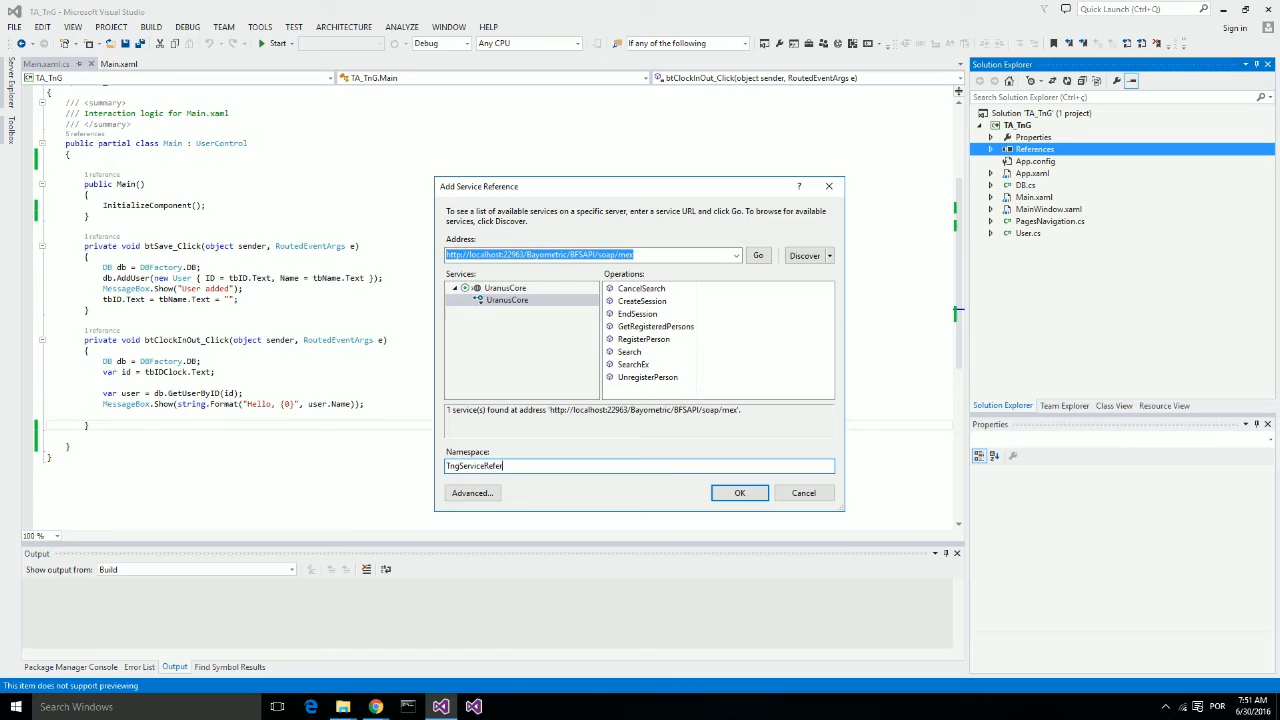 TA_TnG - Microsoft Visual Studio
Quick Launch (Ctrl+Q)
FILE EDIT VIEW PROJECT BUILD DEBUG TEAM TOOLS TEST ARCHITECTURE ANALYZE WINDOW HELP
Sign in
Start Debug Any CPU If any of the following
Server Explorer
Toolbox
Main.xaml.cs Main.xaml
TA_TnG TA_TnG.Main btClockInOut_Click(object sender, RoutedEventArgs e)
{
/// <summary>
/// Interaction logic for Main.xaml
/// </summary>
5 references
public partial class Main : UserControl
{
1 reference
public Main()
{
InitializeComponent();
}
1 reference
private void btSave_Click(object sender, RoutedEventArgs e)
{
DB db = DBFactory.DB;
db.AddUser(new User { ID = tbID.Text, Name = tbName.Text });
MessageBox.Show("User added");
tbID.Text = tbName.Text = "";
}
1 reference
private void btClockInOut_Click(object sender, RoutedEventArgs e)
{
DB db = DBFactory.DB;
var id = tbIDClock.Text;
var user = db.GetUserByID(id);
MessageBox.Show(string.Format("Hello, {0}", user.Name));
}
}
}
100 %
Add Service Reference
To see a list of available services on a specific server, enter a service URL and click Go. To browse for available
services, click Discover.
Address:
http://localhost:22963/Bayometric/BFSAPI/soap/mex
Go Discover
Services:
UranusCore
UranusCore
Operations:
CancelSearch
CreateSession
EndSession
GetRegisteredPersons
RegisterPerson
Search
SearchEx
UnregisterPerson
1 service(s) found at address 'http://localhost:22963/Bayometric/BFSAPI/soap/mex'.
Namespace:
TngServiceRefer
Advanced... OK Cancel
Solution Explorer
Search Solution Explorer (Ctrl+ç)
Solution 'TA_TnG' (1 project)
TA_TnG
Properties
References
App.config
App.xaml
DB.cs
Main.xaml
MainWindow.xaml
PagesNavigation.cs
User.cs
Solution Explorer Team Explorer Class View Resource View
Properties
Output
Show output from: Build
Package Manager Console Error List Output Find Symbol Results
This item does not support previewing
Search Windows
POR
7:51 AM
6/30/2016